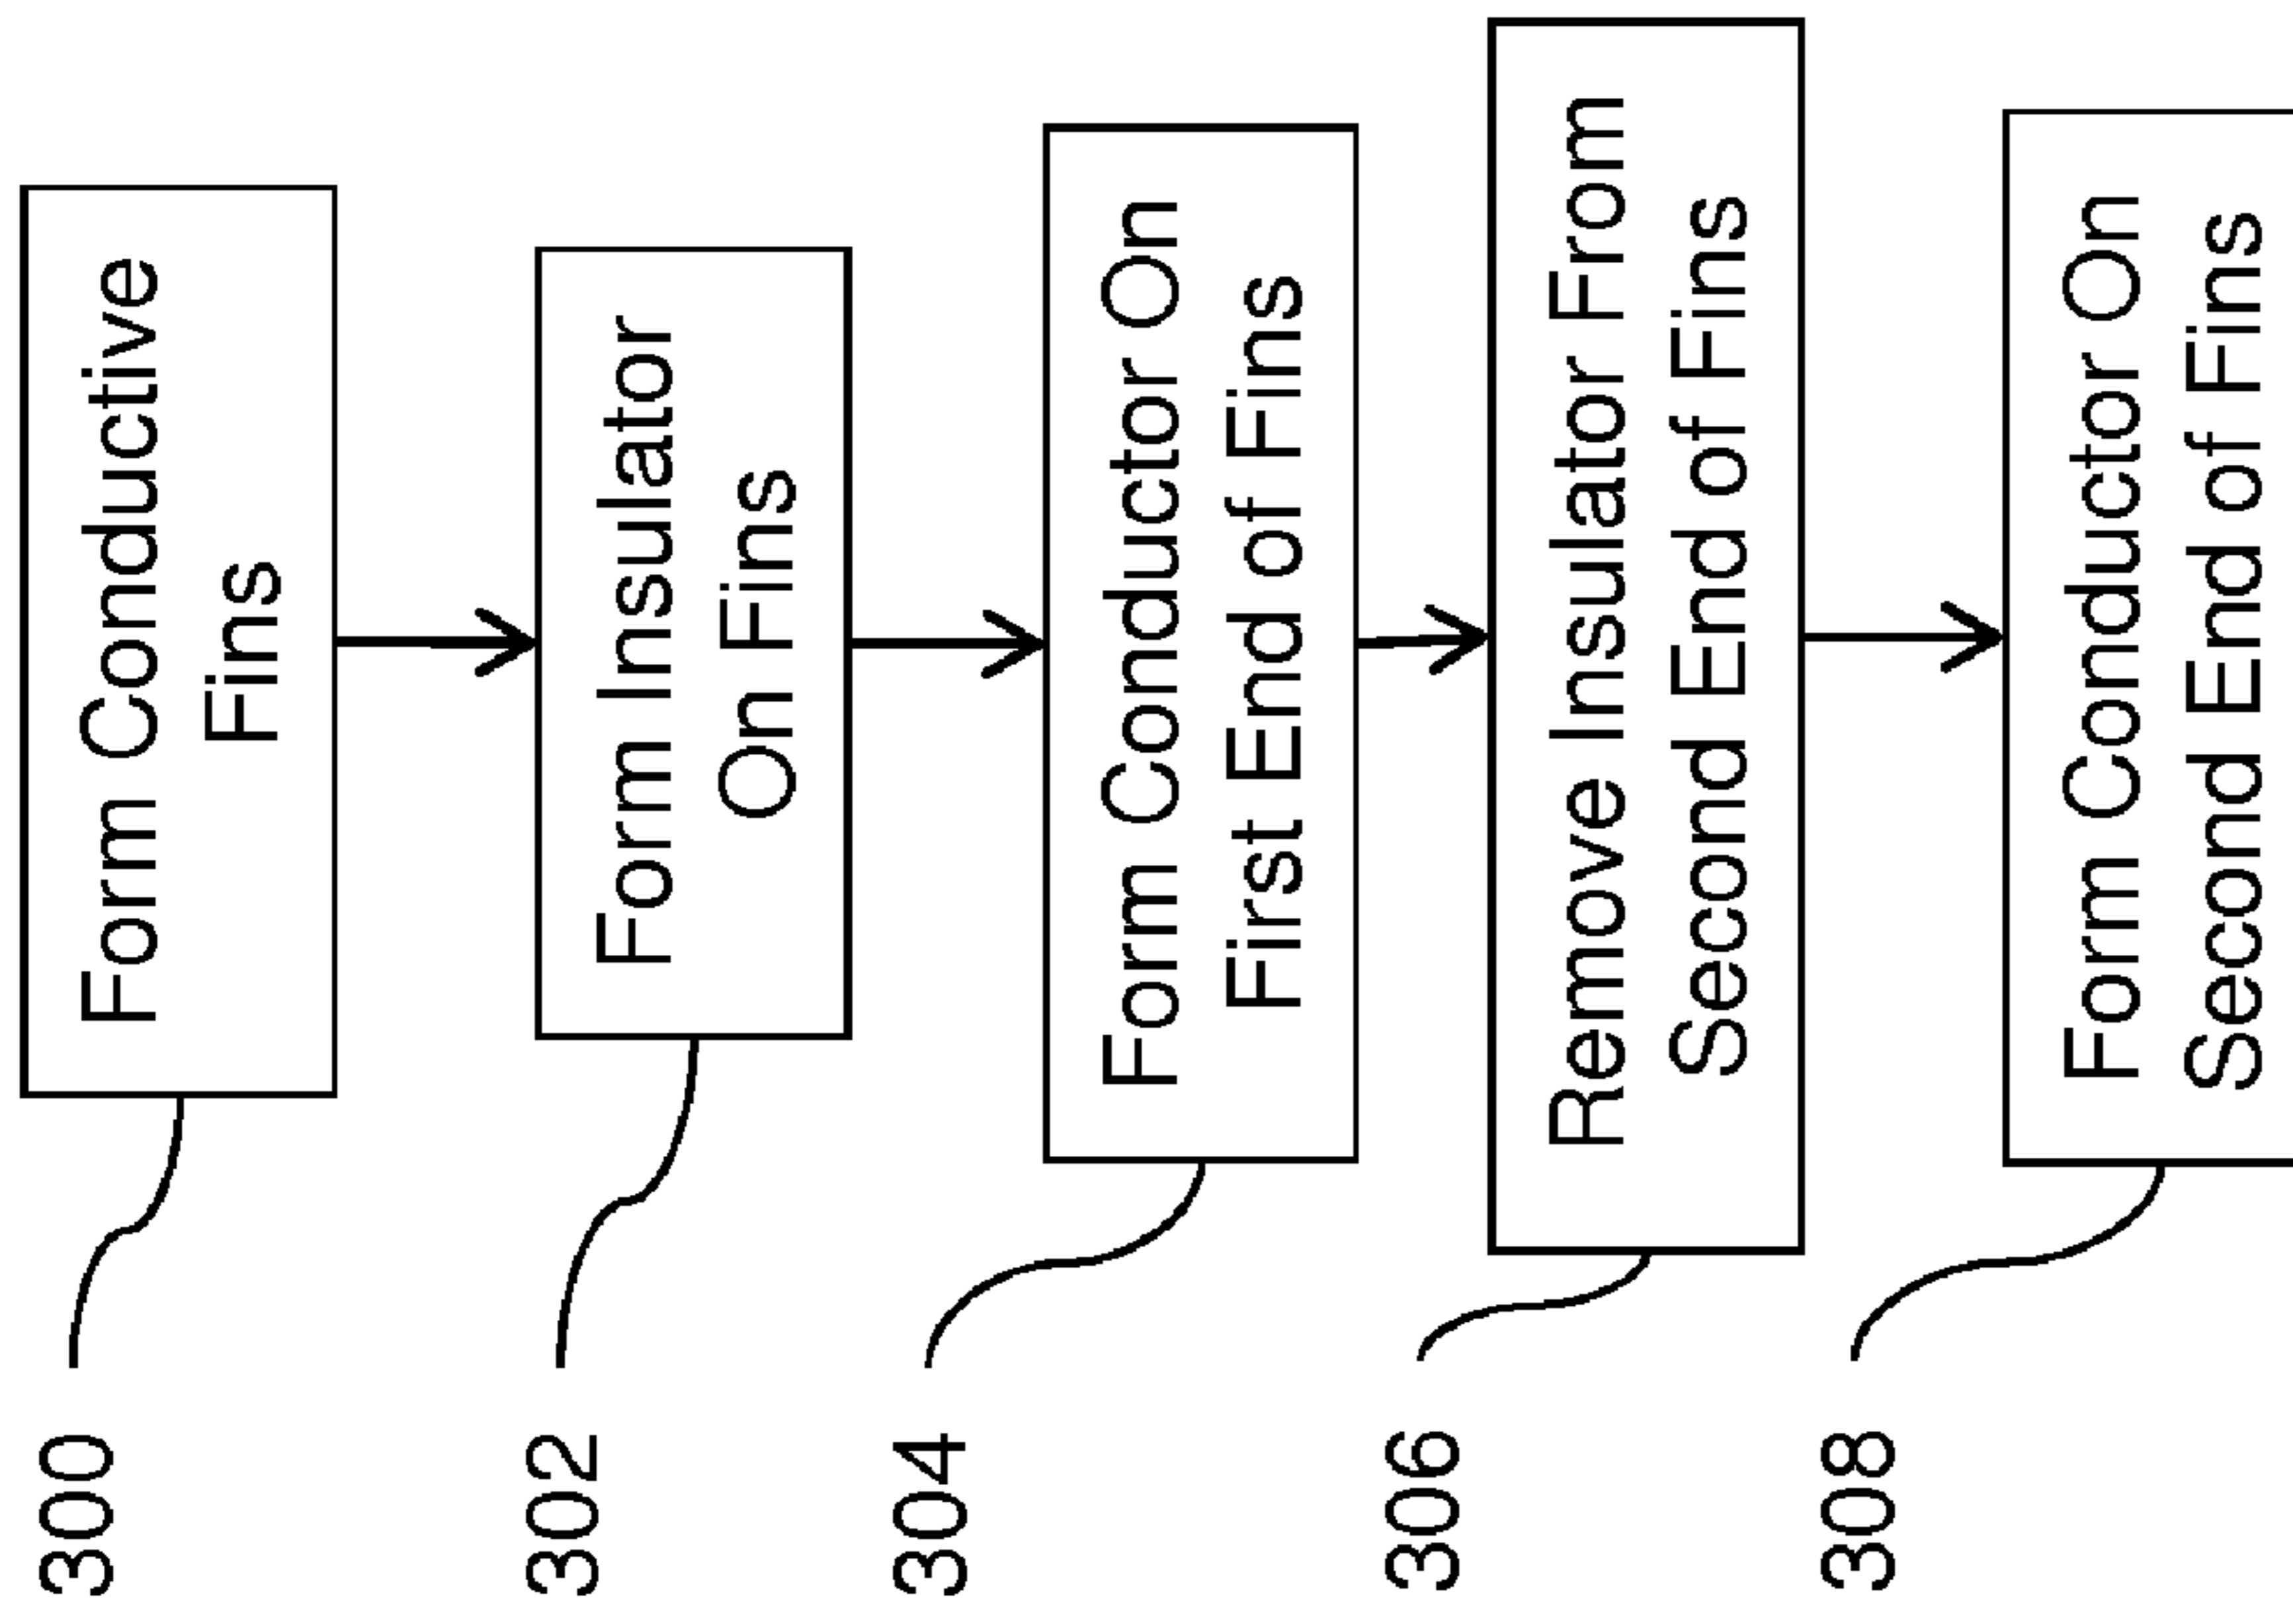 300
Form Conductive
Fins
302
Form Insulator
On Fins
304
Form Conductor On
First End of Fins
306
Remove Insulator From
Second End of Fins
308
Form Conductor On
Second End of Fins